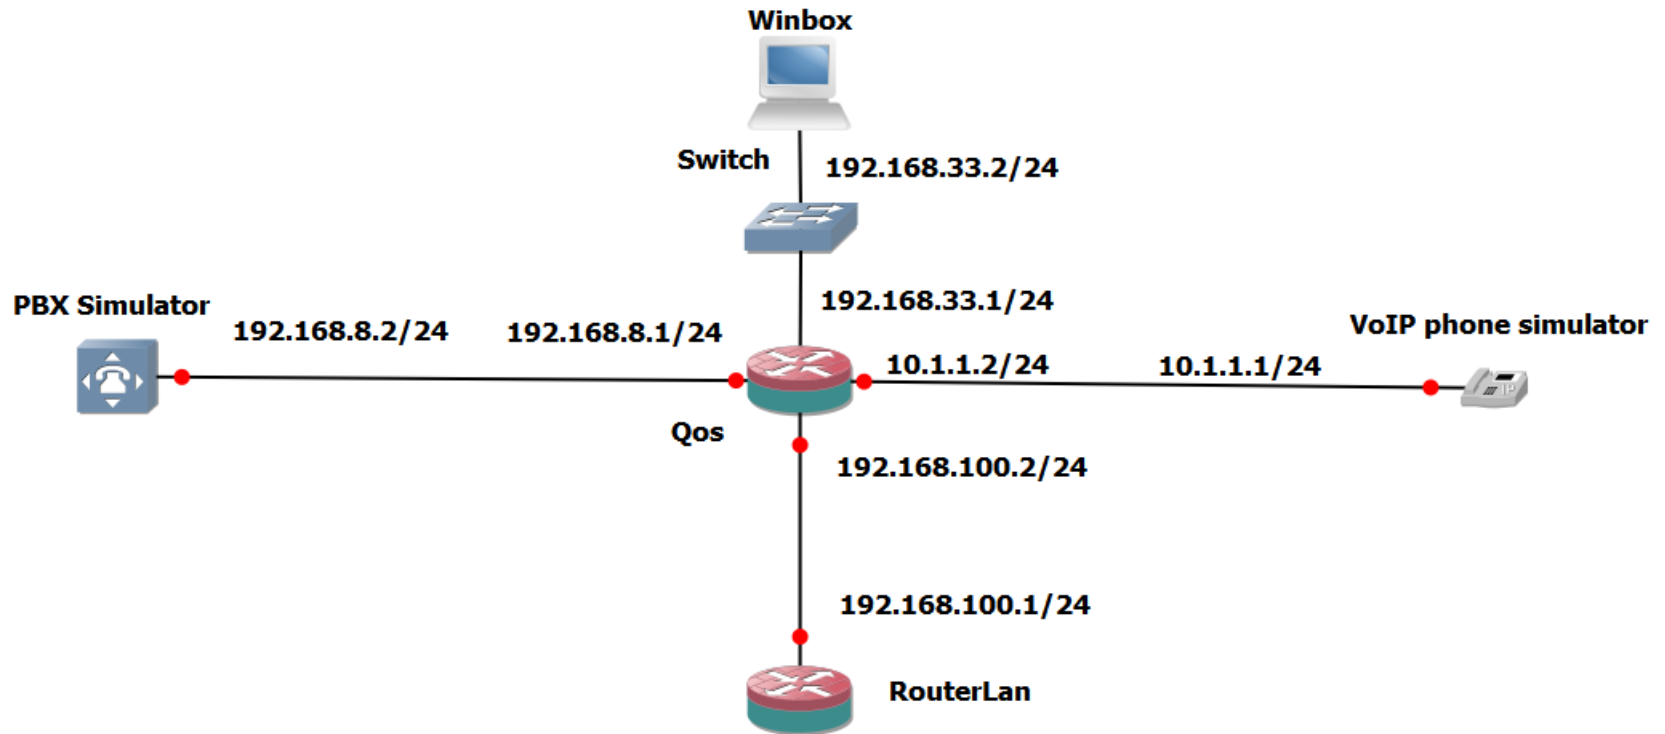 Winbox
Switch
192.168.33.2/24
192.168.33.1/24
PBX Simulator
192.168.8.2/24
192.168.8.1/24
VoIP phone simulator
10.1.1.2/24
10.1.1.1/24
Qos
192.168.100.2/24
192.168.100.1/24
RouterLan